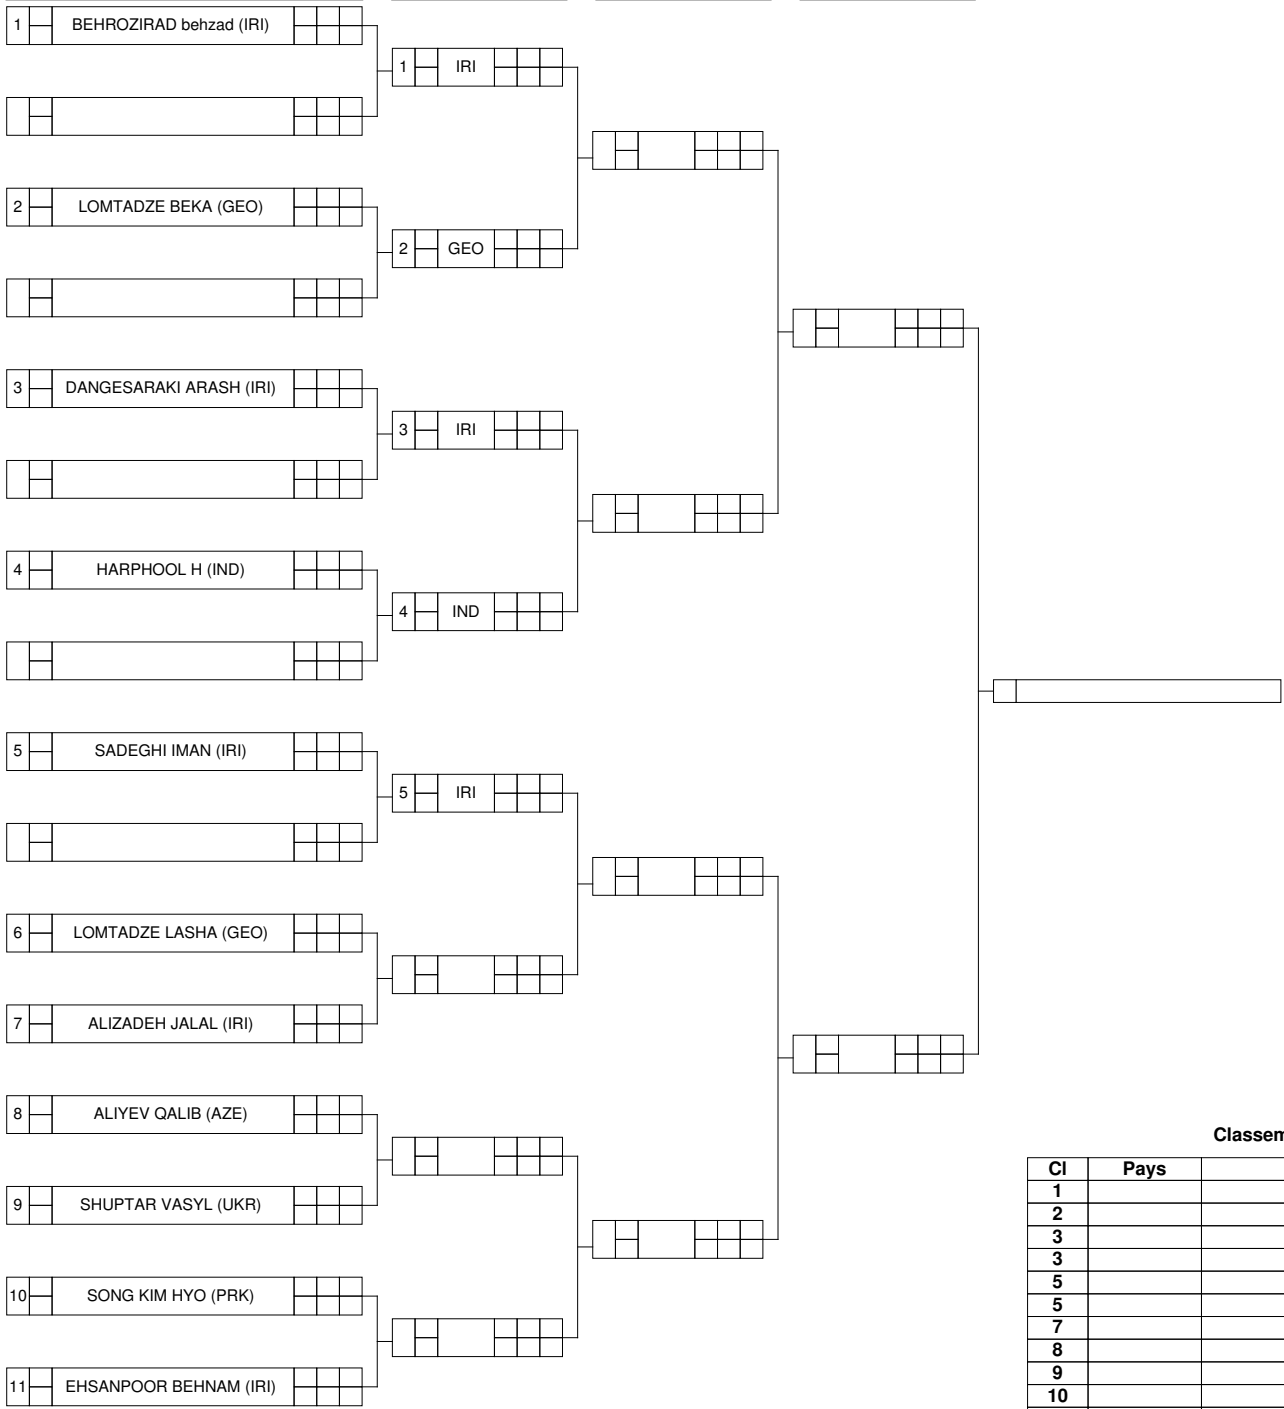 1 BEHROZIRAD behzad (IRI)
1 IRI
2 LOMTADZE BEKA (GEO)
2 GEO
3 DANGESARAKI ARASH (IRI)
3 IRI
4 HARPHOOL H (IND)
4 IND
5 SADEGHI IMAN (IRI)
5 IRI
6 LOMTADZE LASHA (GEO)
7 ALIZADEH JALAL (IRI)
8 ALIYEV QALIB (AZE)
9 SHUPTAR VASYL (UKR)
10 SONG KIM HYO (PRK)
11 EHSANPOOR BEHNAM (IRI)
Classem
Cl Pays
1
2
3
3
5
5
7
8
9
10